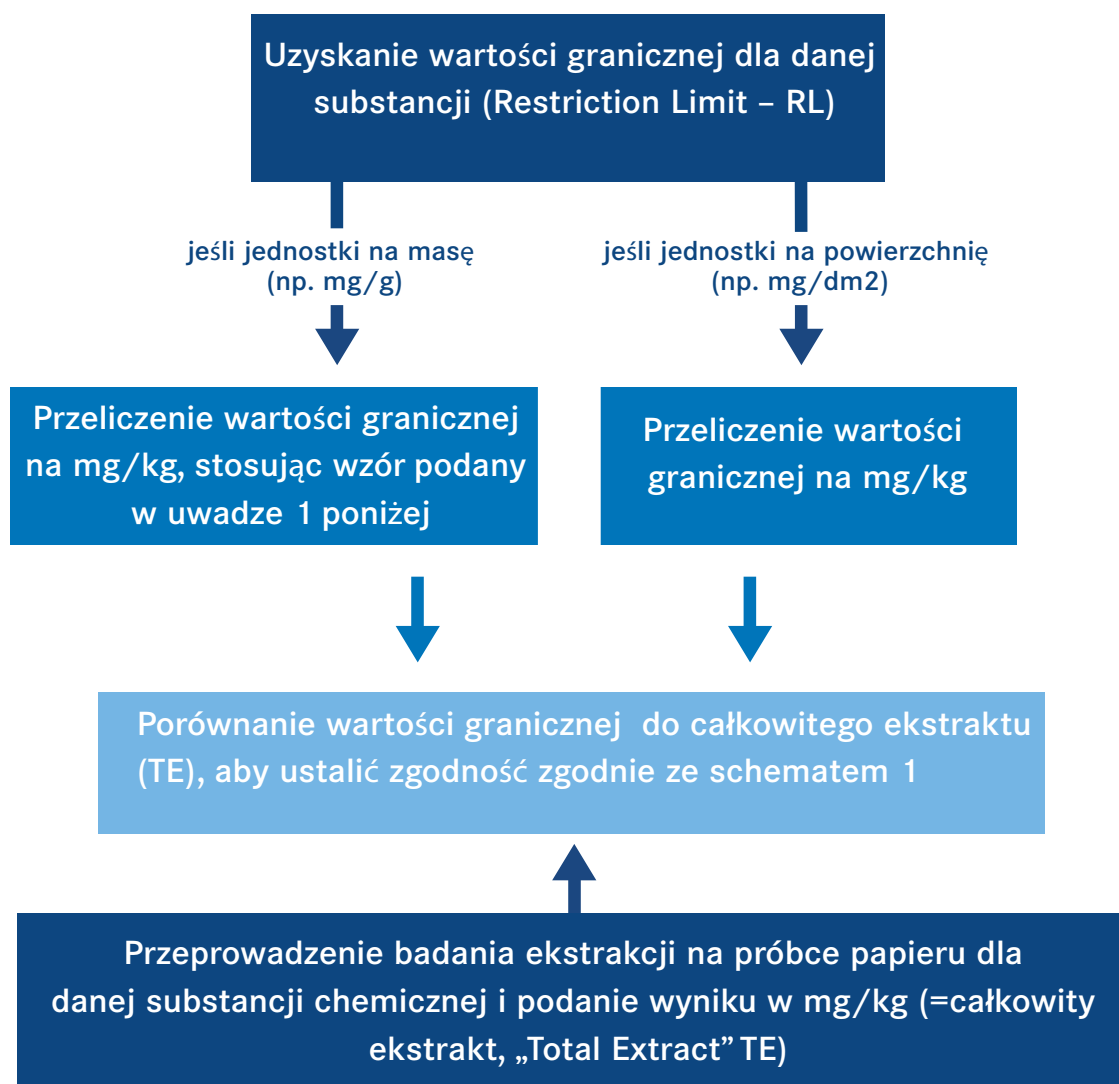 Uzyskanie wartości granicznej dla danej
substancji (Restriction Limit – RL)
jeśli jednostki na masę
(np. mg/g)
jeśli jednostki na powierzchnię
(np. mg/dm2)
Przeliczenie wartości granicznej
na mg/kg, stosując wzór podany
w uwadze 1 poniżej
Przeliczenie wartości
granicznej na mg/kg
Porównanie wartości granicznej do całkowitego ekstraktu
(TE), aby ustalić zgodność zgodnie ze schematem 1
Przeprowadzenie badania ekstrakcji na próbce papieru dla
danej substancji chemicznej i podanie wyniku w mg/kg (=całkowity
ekstrakt, „Total Extract” TE)